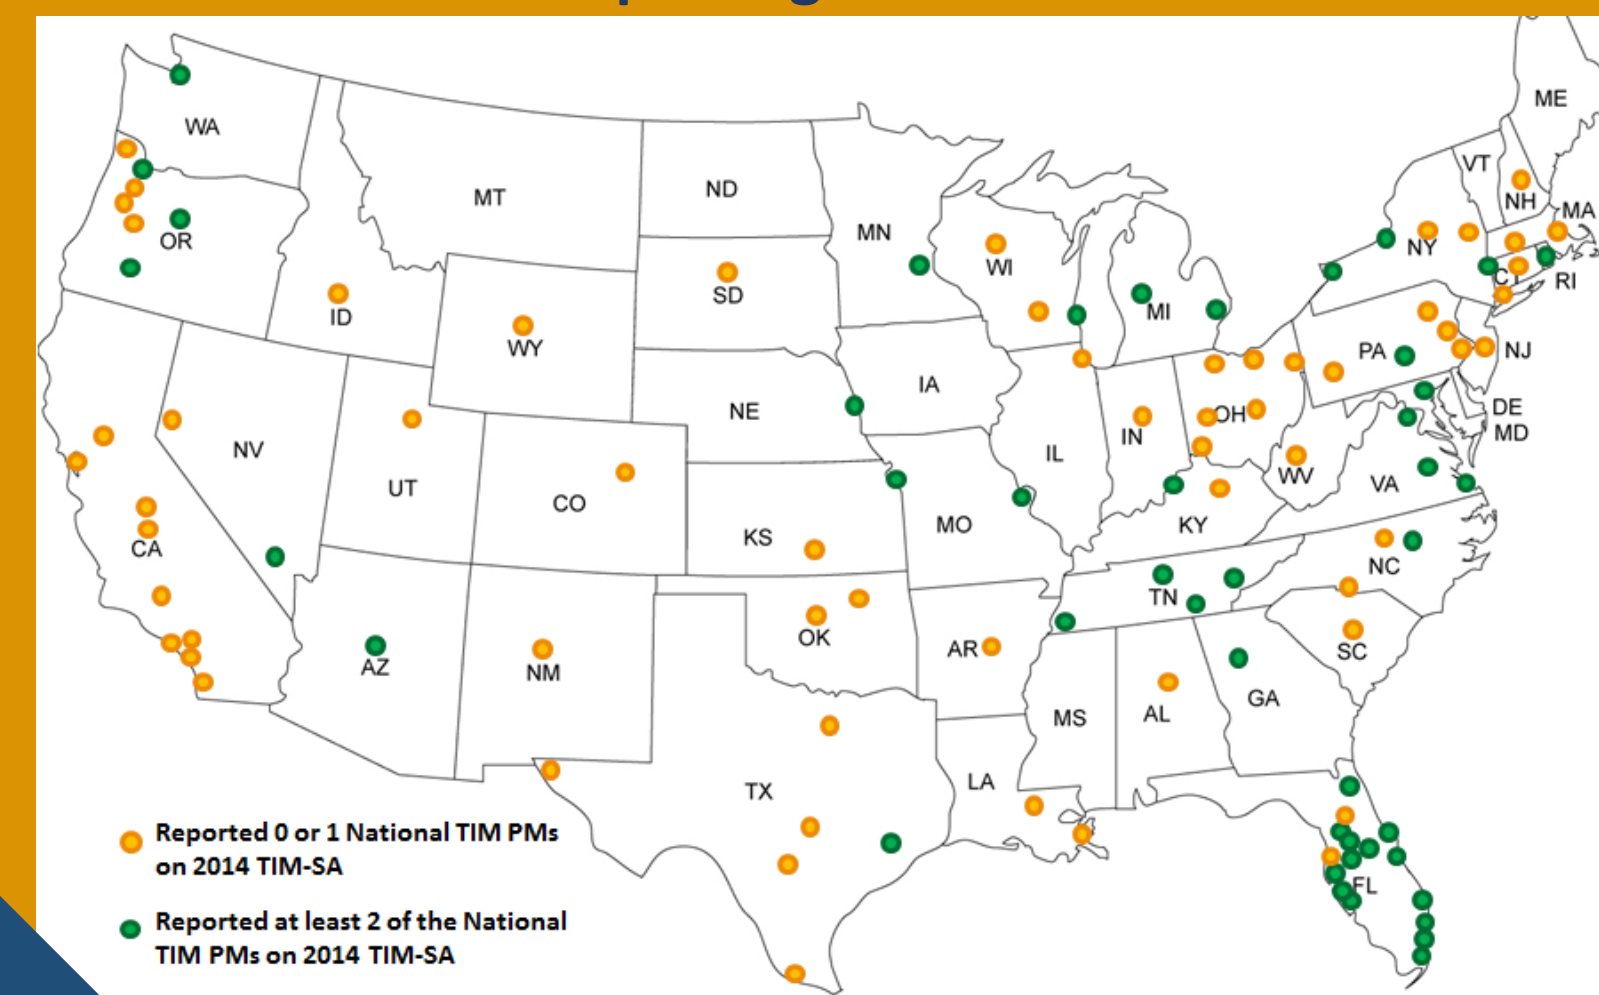 ME
WA
VT
MT
ND
NH
MN
MA
OR
NY
WI
SD
CT
RI
ID
MI
WY
PA
NJ
IA
NE
DE
OH
MD
IN
NV
IL
WV
UT
VA
CO
MO
KY
KS
CA
NC
TN
OK
AR
SC
AZ
NM
GA
MS
AL
LA
TX
Reported 0 or 1 National TIM PMs
on 2014 TIM-SA
FL
Reported at least 2 of the National
TIM PMs on 2014 TIM-SA